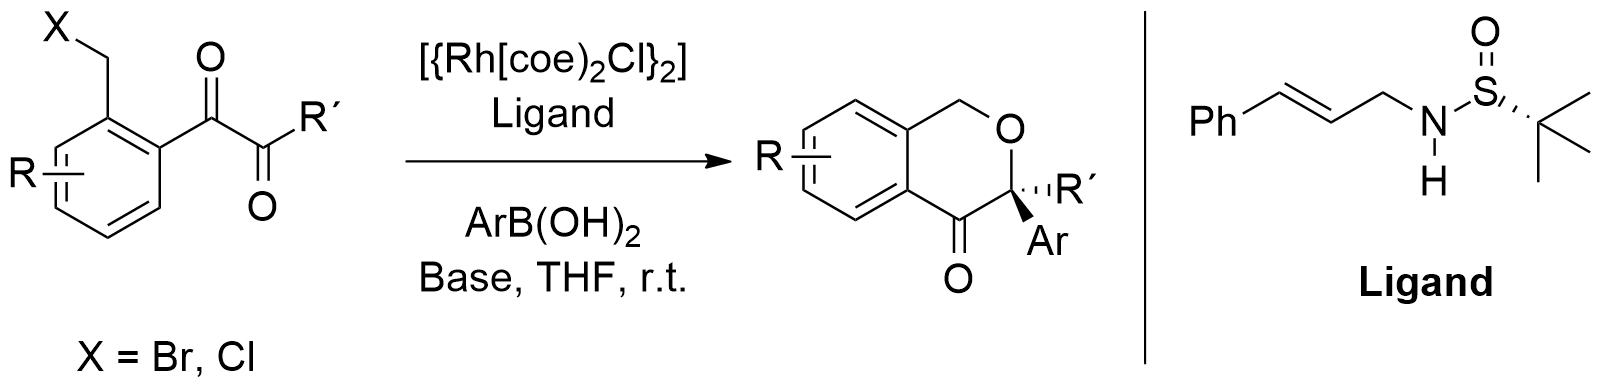 X
O
R´
R
O
X = Br, Cl
[{Rh[coe)₂Cl}₂]
Ligand
ArB(OH)₂
Base, THF, r.t.
O
R
R´
Ar
O
O
S
Ph
N
H
Ligand